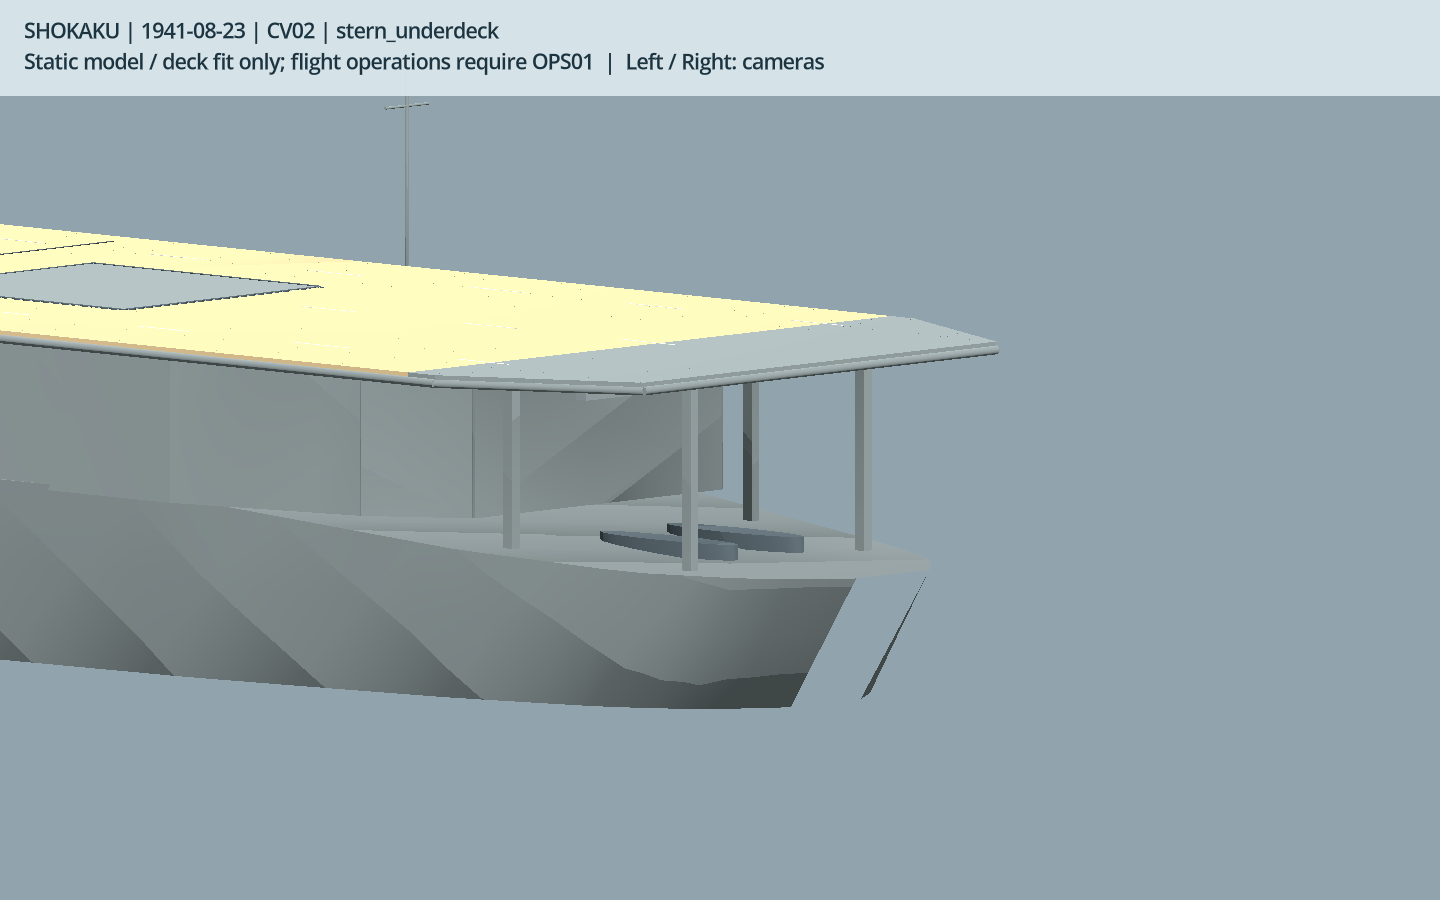 SHOKAKU | 1941-08-23 | CV02 | stern_underdeck
Static model / deck fit only; flight operations require OPS01 | Left / Right: cameras